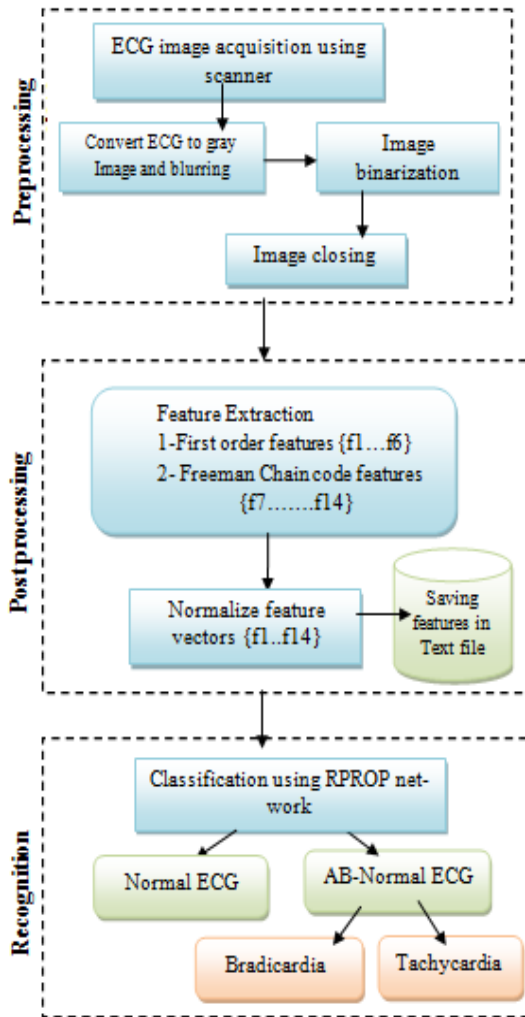 Preprocessing
ECG image acquisition using
scanner
Convert ECG to gray
Image and blurring
Image
binarization
Image closing
Post processing
Feature Extraction
1-First order features {f1...f6}
2- Freeman Chain code features
{f7.......f14}
Normalize feature
vectors {f1..f14}
Saving
features in
Text file
Recognition
Classification using RPROP net-
work
Normal ECG
AB-Normal ECG
Bradicardia
Tachycardia